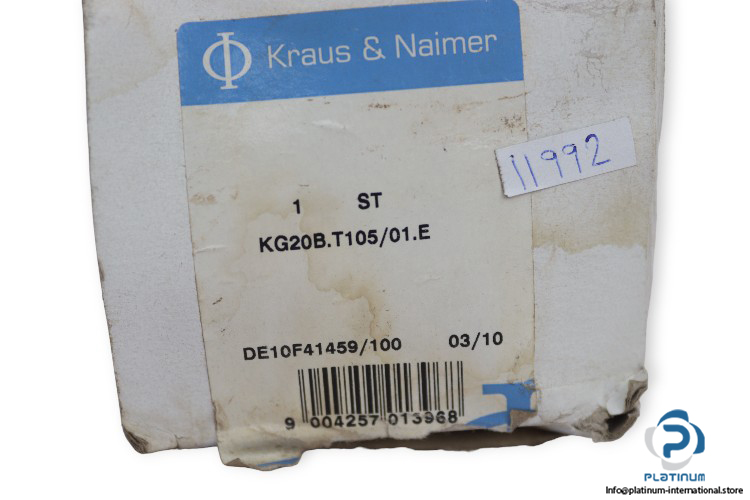 Kraus & Naimer
11992
1 ST
KG20B.T105/01.E
DE10F41459/100 03/10
9 004257 013968
PLATINUM
Info@platinum-international.store